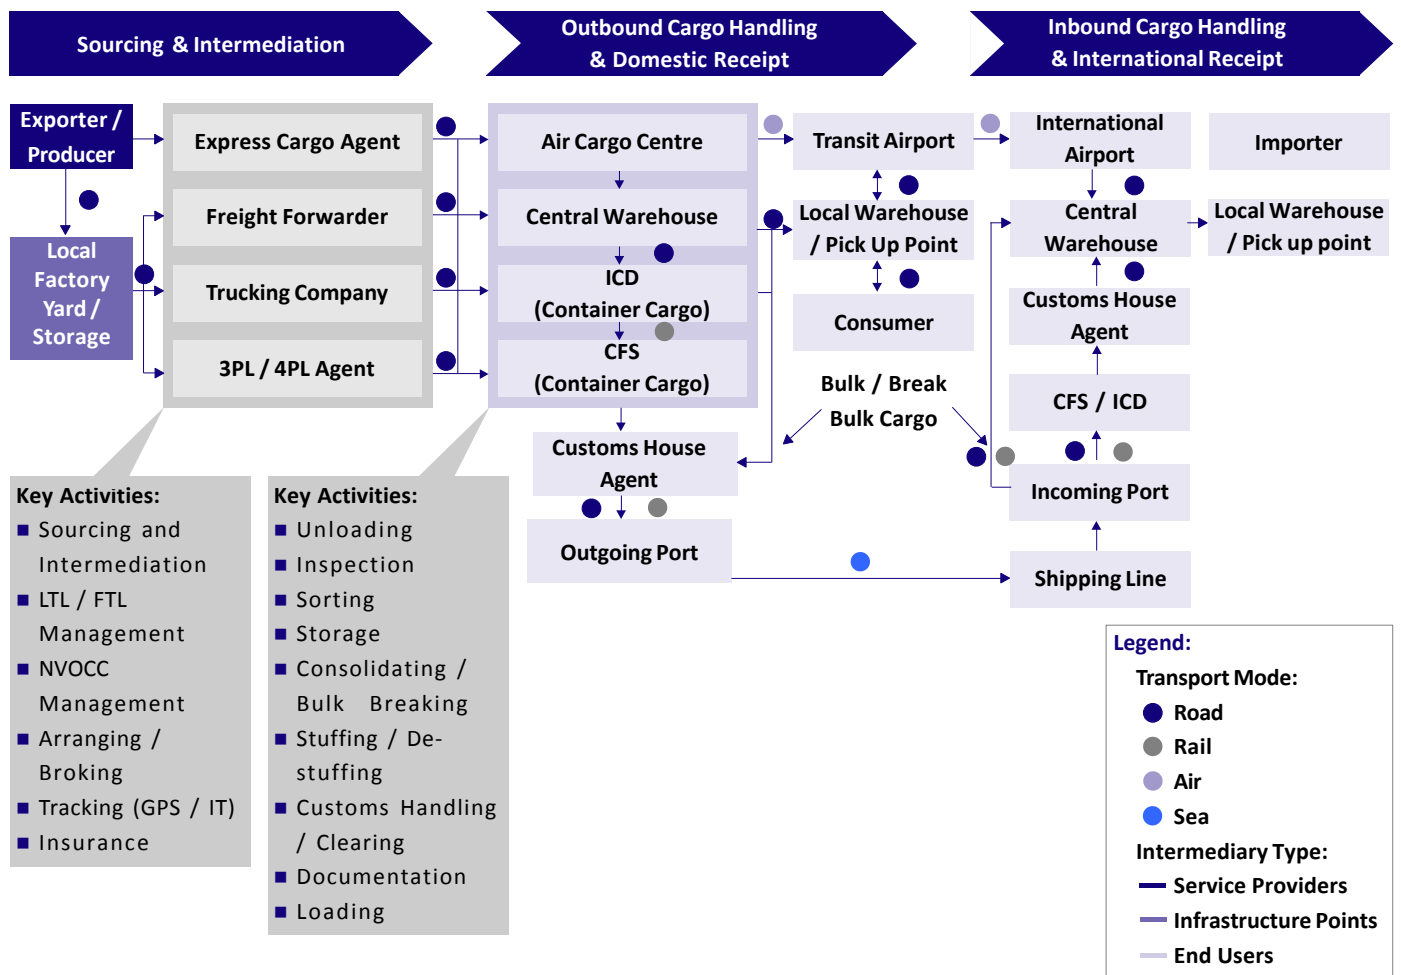 Sourcing & Intermediation
Outbound Cargo Handling
& Domestic Receipt
Inbound Cargo Handling
& International Receipt
Exporter /
Producer
Local
Factory
Yard /
Storage
Express Cargo Agent
Freight Forwarder
Trucking Company
3PL / 4PL Agent
Air Cargo Centre
Central Warehouse
ICD
(Container Cargo)
CFS
(Container Cargo)
Customs House
Agent
Outgoing Port
Transit Airport
Local Warehouse
/ Pick Up Point
Consumer
Bulk / Break
Bulk Cargo
International
Airport
Central
Warehouse
Customs House
Agent
CFS / ICD
Incoming Port
Shipping Line
Importer
Local Warehouse
/ Pick up point
Key Activities:
Sourcing and
Intermediation
LTL / FTL
Management
NVOCC
Management
Arranging /
Broking
Tracking (GPS / IT)
Insurance
Key Activities:
Unloading
Inspection
Sorting
Storage
Consolidating /
Bulk Breaking
Stuffing / De-
stuffing
Customs Handling
/ Clearing
Documentation
Loading
Legend:
Transport Mode:
Road
Rail
Air
Sea
Intermediary Type:
Service Providers
Infrastructure Points
End Users